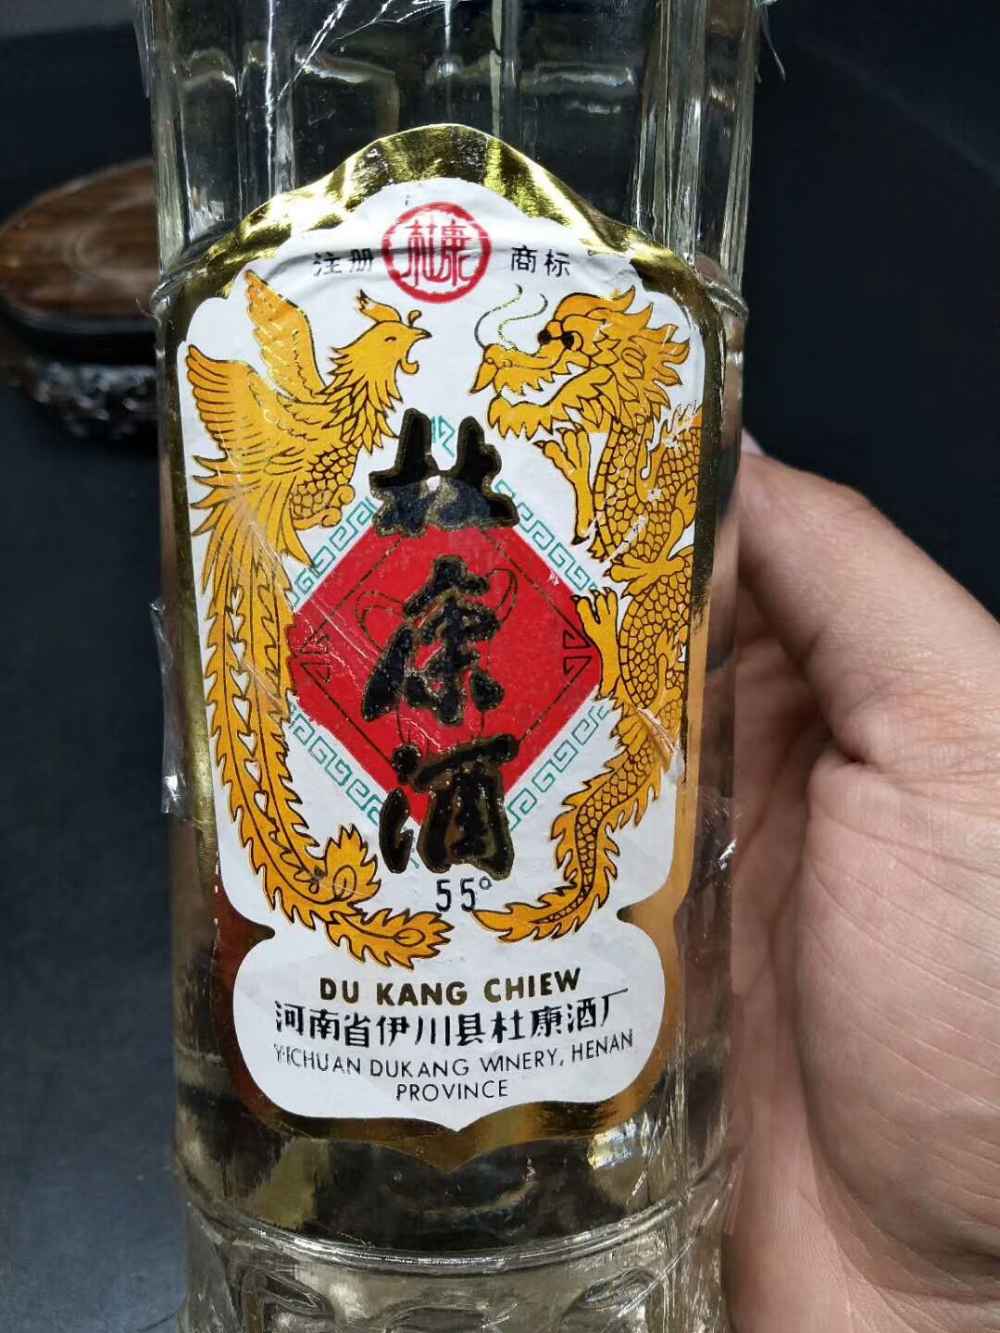 注册 杜康 商标
杜康酒
55°
DU KANG CHIEW
河南省伊川县杜康酒厂
YICHUAN DUKANG WINERY, HENAN
PROVINCE